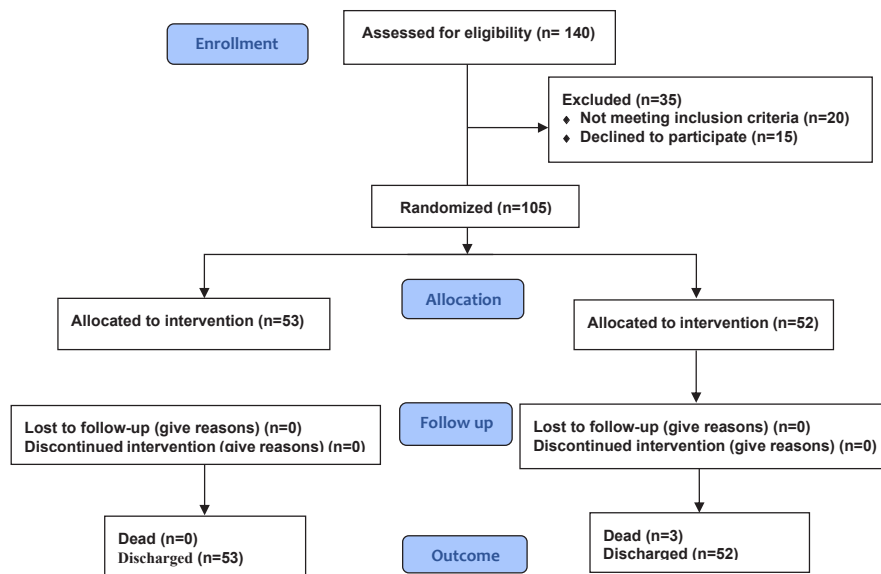 Enrollment
Assessed for eligibility (n= 140)
Excluded (n=35)
♦ Not meeting inclusion criteria (n=20)
♦ Declined to participate (n=15)
Randomized (n=105)
Allocation
Allocated to intervention (n=53)
Allocated to intervention (n=52)
Follow up
Lost to follow-up (give reasons) (n=0)
Discontinued intervention (give reasons) (n=0)
Lost to follow-up (give reasons) (n=0)
Discontinued intervention (give reasons) (n=0)
Dead (n=0)
Discharged (n=53)
Outcome
Dead (n=3)
Discharged (n=52)